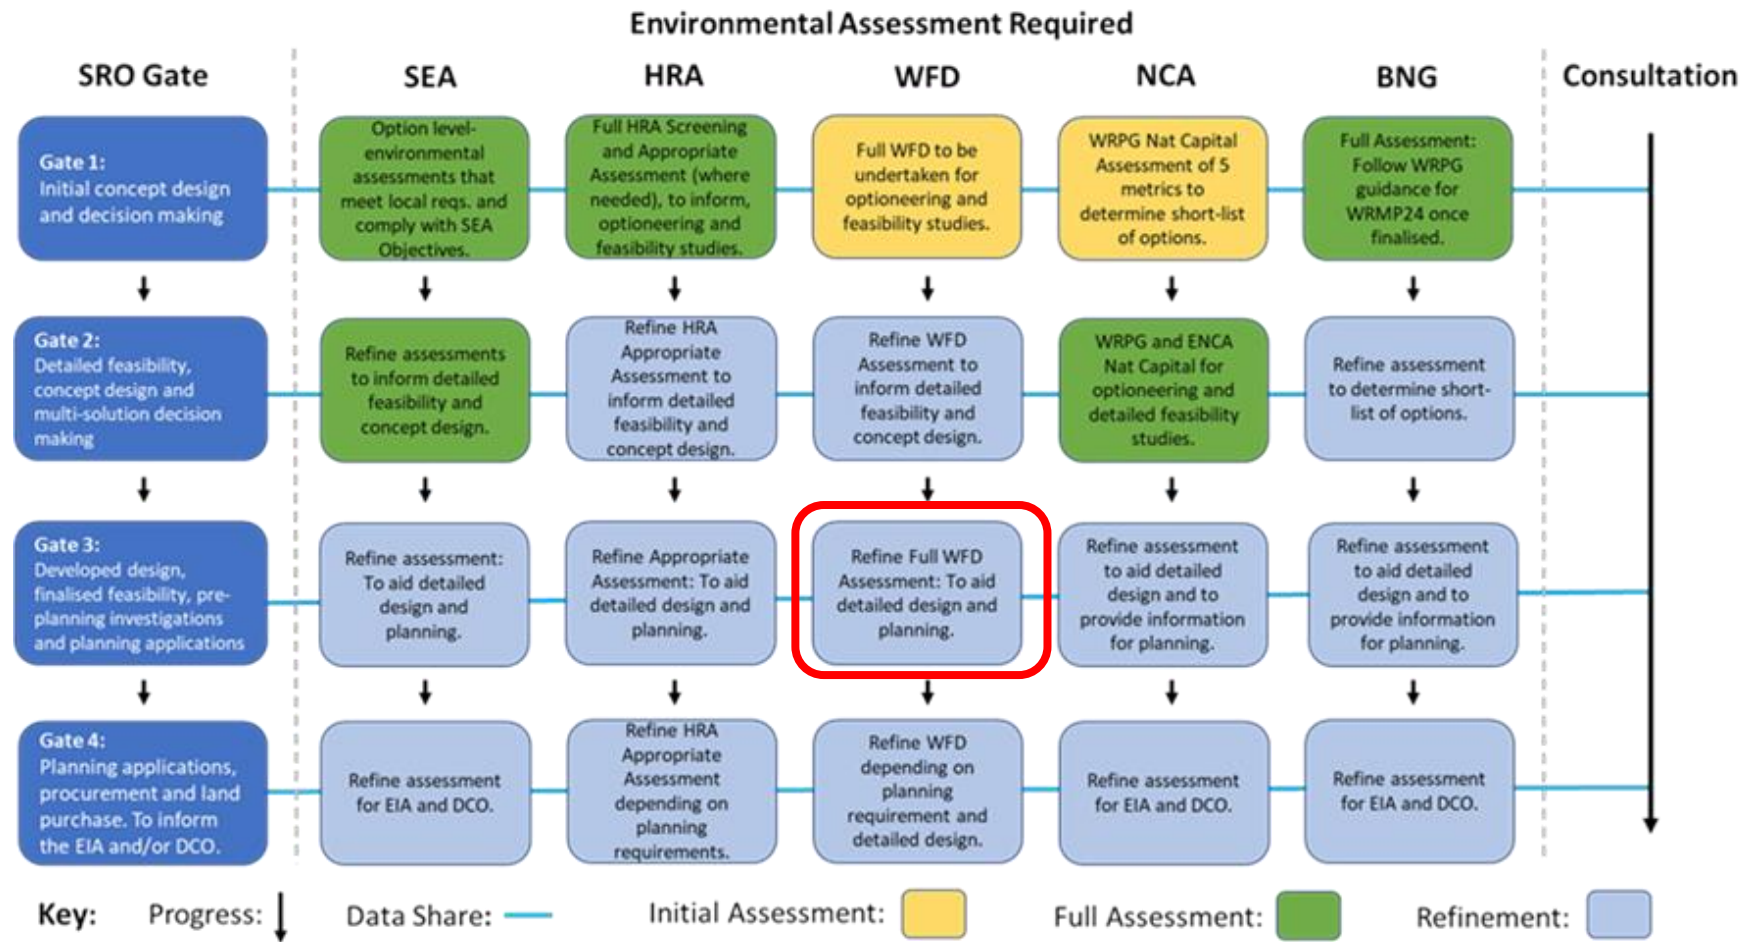 Environmental Assessment Required
SRO Gate
SEA
HRA
WFD
NCA
BNG
Consultation
Gate 1:
Initial concept design
and decision making
Option level-
environmental
assessments that
meet local reqs. and
comply with SEA
Objectives.
Full HRA Screening
and Appropriate
Assessment (where
needed), to inform,
optioneering and
feasibility studies.
Full WFD to be
undertaken for
optioneering and
feasibility studies.
WRPG Nat Capital
Assessment of 5
metrics to
determine short-list
of options.
Full Assessment:
Follow WRPG
guidance for
WRMP24 once
finalised.
Gate 2:
Detailed feasibility,
concept design and
multi-solution decision
making
Refine assessments
to inform detailed
feasibility and
concept design.
Refine HRA
Appropriate
Assessment to
inform detailed
feasibility and
concept design.
Refine WFD
Assessment to
inform detailed
feasibility and
concept design.
WRPG and ENCA
Nat Capital for
optioneering and
detailed feasibility
studies.
Refine assessment
to determine short-
list of options.
Gate 3:
Developed design,
finalised feasibility, pre-
planning investigations
and planning applications
Refine assessment:
To aid detailed
design and
planning.
Refine Appropriate
Assessment: To aid
detailed design and
planning.
Refine Full WFD
Assessment: To aid
detailed design and
planning.
Refine assessment
to aid detailed
design and to
provide information
for planning.
Refine assessment
to aid detailed
design and to
provide information
for planning.
Gate 4:
Planning applications,
procurement and land
purchase. To inform
the EIA and/or DCO.
Refine assessment
for EIA and DCO.
Refine HRA
Appropriate
Assessment
depending on
planning
requirements.
Refine WFD
depending on
planning
requirement and
detailed design.
Refine assessment
for EIA and DCO.
Refine assessment
for EIA and DCO.
Key:
Progress:
Data Share:
Initial Assessment:
Full Assessment:
Refinement: